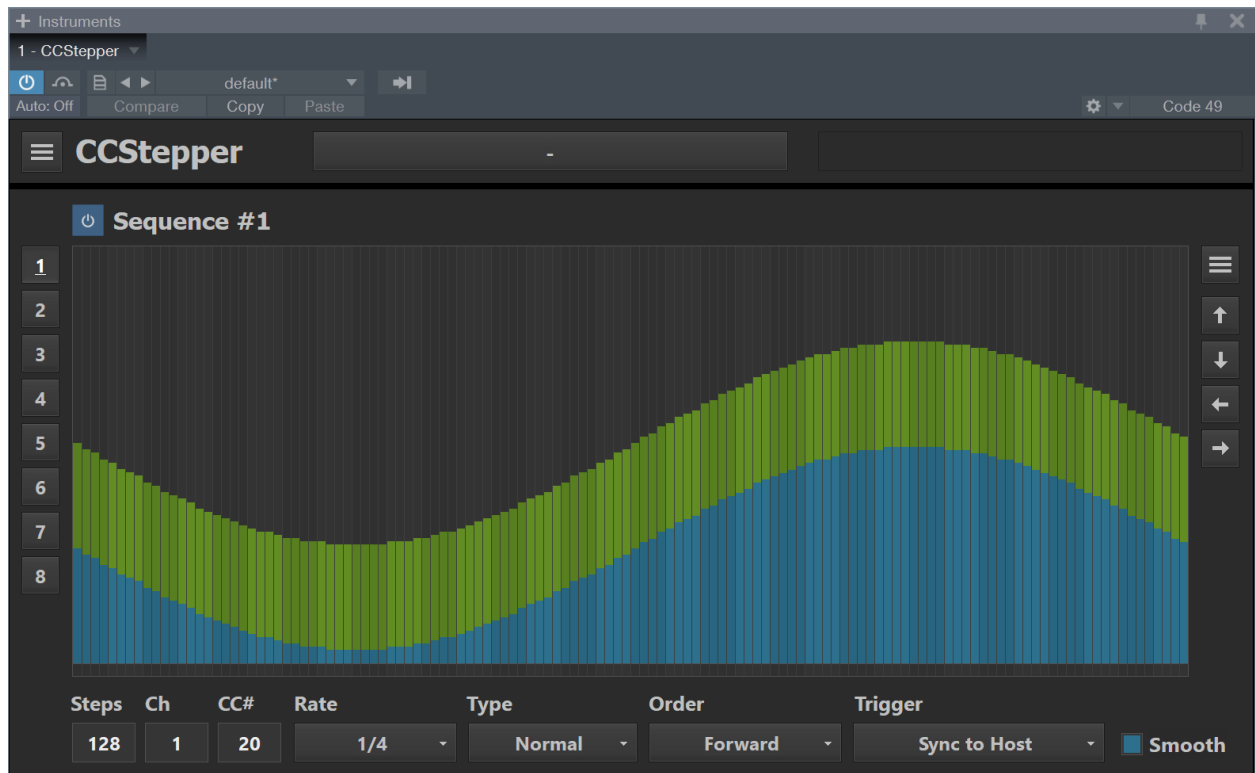 Instruments
1 - CCStepper
default*
Auto: Off Compare Copy Paste Code 49
CCStepper -
Sequence #1
1
2
3
4
5
6
7
8
Steps Ch CC# Rate Type Order Trigger
128 1 20 1/4 Normal Forward Sync to Host Smooth